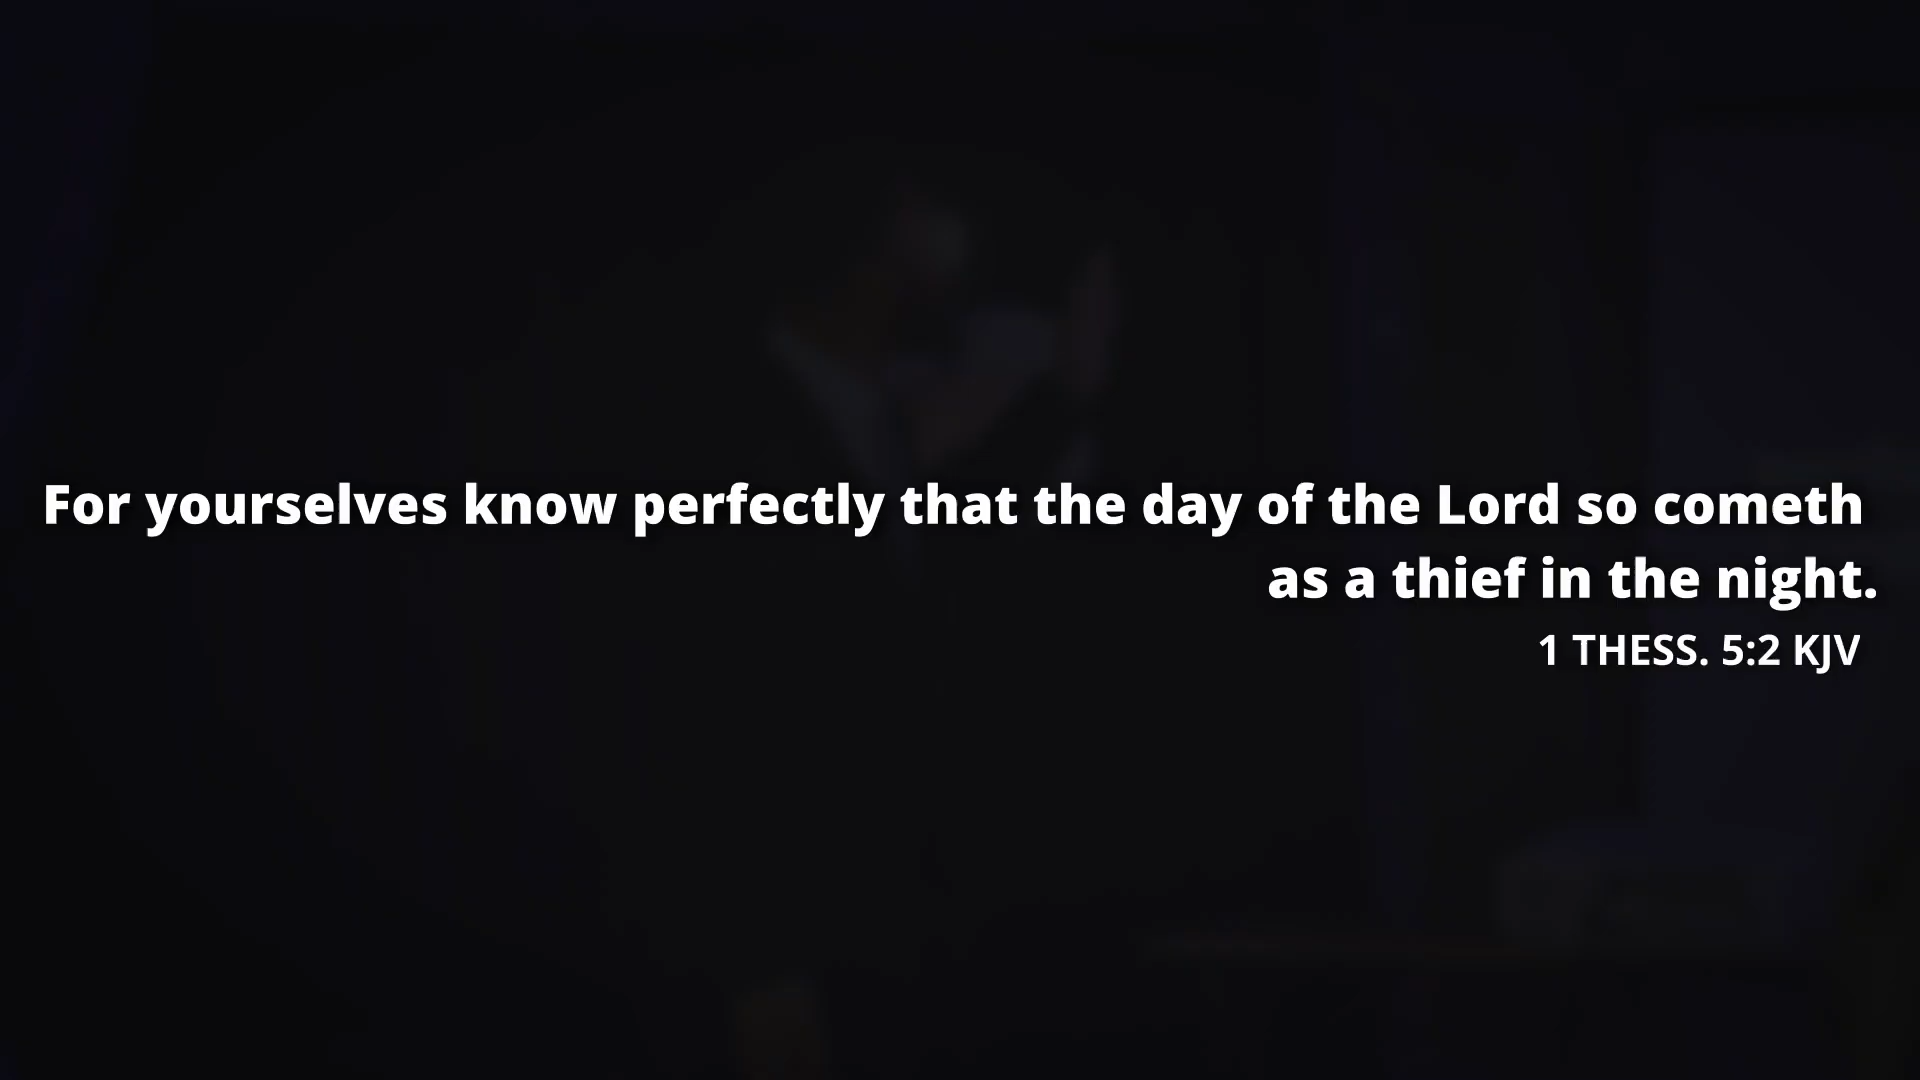 For yourselves know perfectly that the day of the Lord so cometh
as a thief in the night.
1 THESS. 5:2 KJV